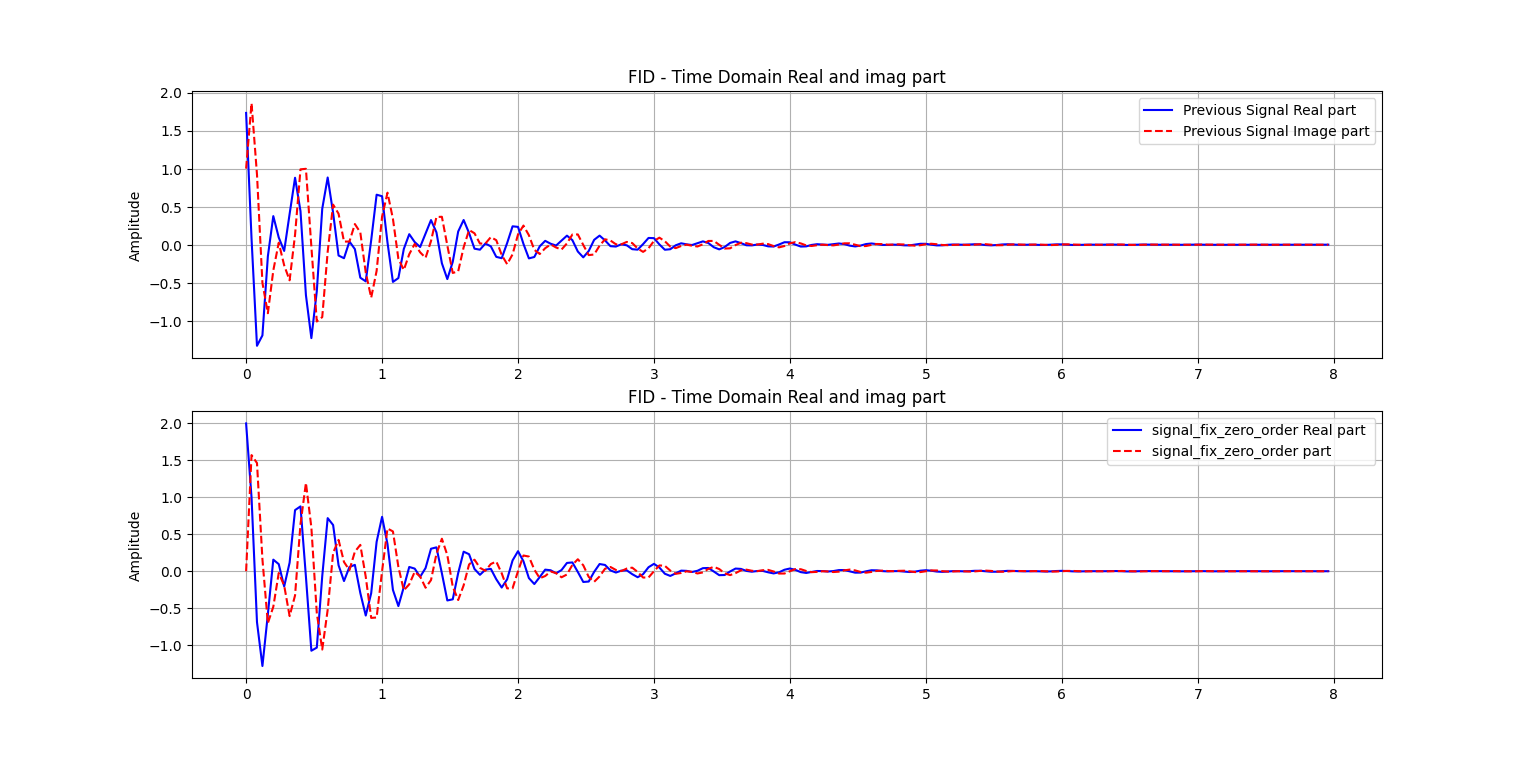 FID - Time Domain Real and imag part
2.0
1.5
1.0
0.5
0.0
−0.5
−1.0
Amplitude
Previous Signal Real part
Previous Signal Image part
0 1 2 3 4 5 6 7 8
FID - Time Domain Real and imag part
2.0
1.5
1.0
0.5
0.0
−0.5
−1.0
Amplitude
signal_fix_zero_order Real part
signal_fix_zero_order part
0 1 2 3 4 5 6 7 8